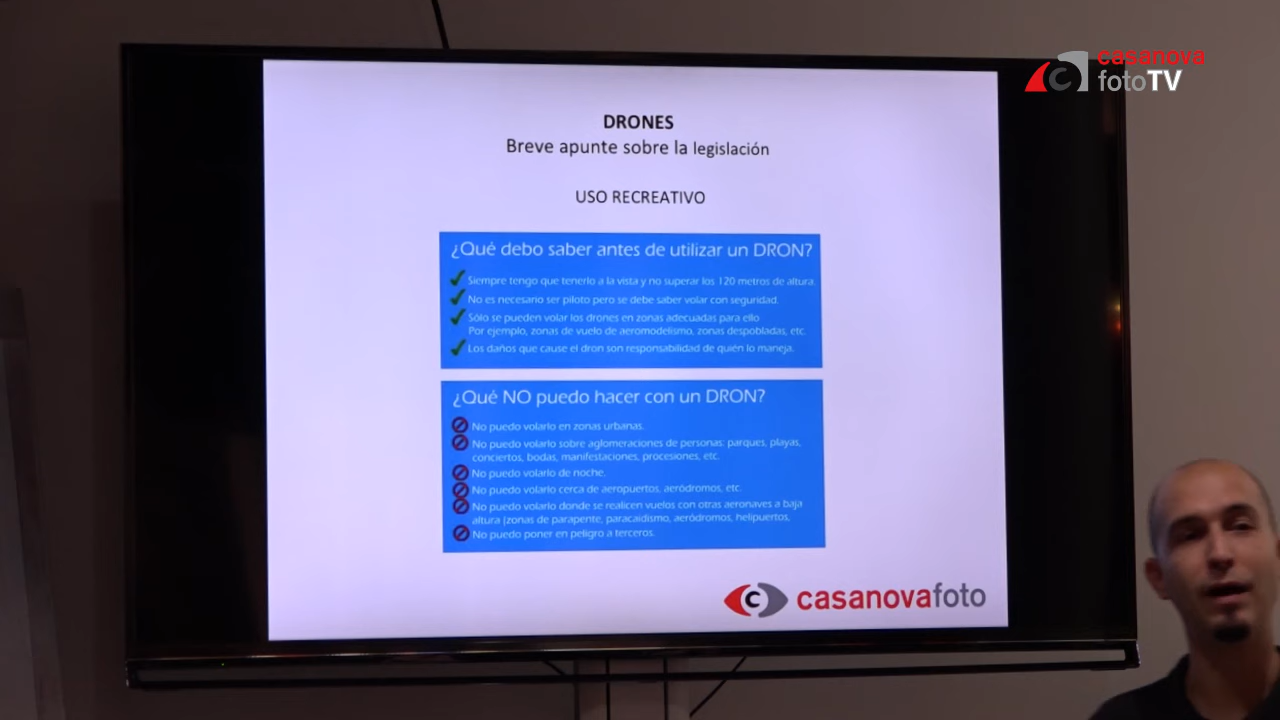 casanova
fotoTV
DRONES
Breve apunte sobre la legislación
USO RECREATIVO
¿Qué debo saber antes de utilizar un DRON?
Siempre tengo que tenerlo a la vista y no superar los 120 metros de altura.
No es necesario ser piloto pero se debe saber volar con seguridad.
Sólo se pueden volar los drones en zonas adecuadas para ello
Por ejemplo, zonas de vuelo de aeromodelismo, zonas despobladas, etc.
Los daños que cause el dron son responsabilidad de quién lo maneja.
¿Qué NO puedo hacer con un DRON?
No puedo volarlo en zonas urbanas.
No puedo volarlo sobre aglomeraciones de personas: parques, playas,
conciertos, bodas, manifestaciones, procesiones, etc.
No puedo volarlo de noche.
No puedo volarlo cerca de aeropuertos, aeródromos, etc.
No puedo volarlo donde se realicen vuelos con otras aeronaves a baja
altura (zonas de parapente, paracaidismo, aeródromos, helipuertos,
No puedo poner en peligro a terceros.
casanovafoto